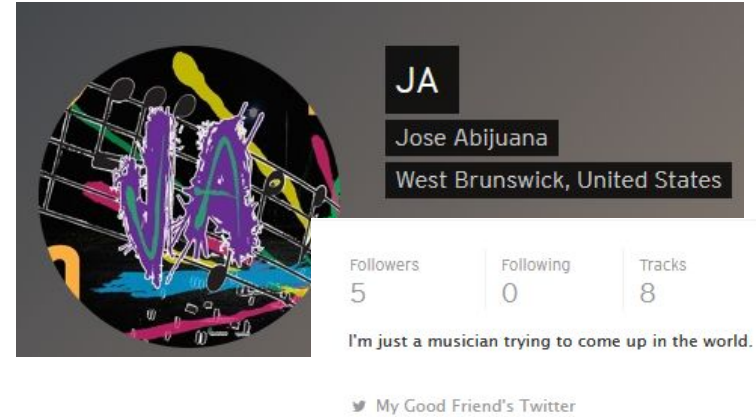 JA
JA
Jose Abijuana
West Brunswick, United States
Followers Following Tracks
5 0 8
I'm just a musician trying to come up in the world.
My Good Friend's Twitter